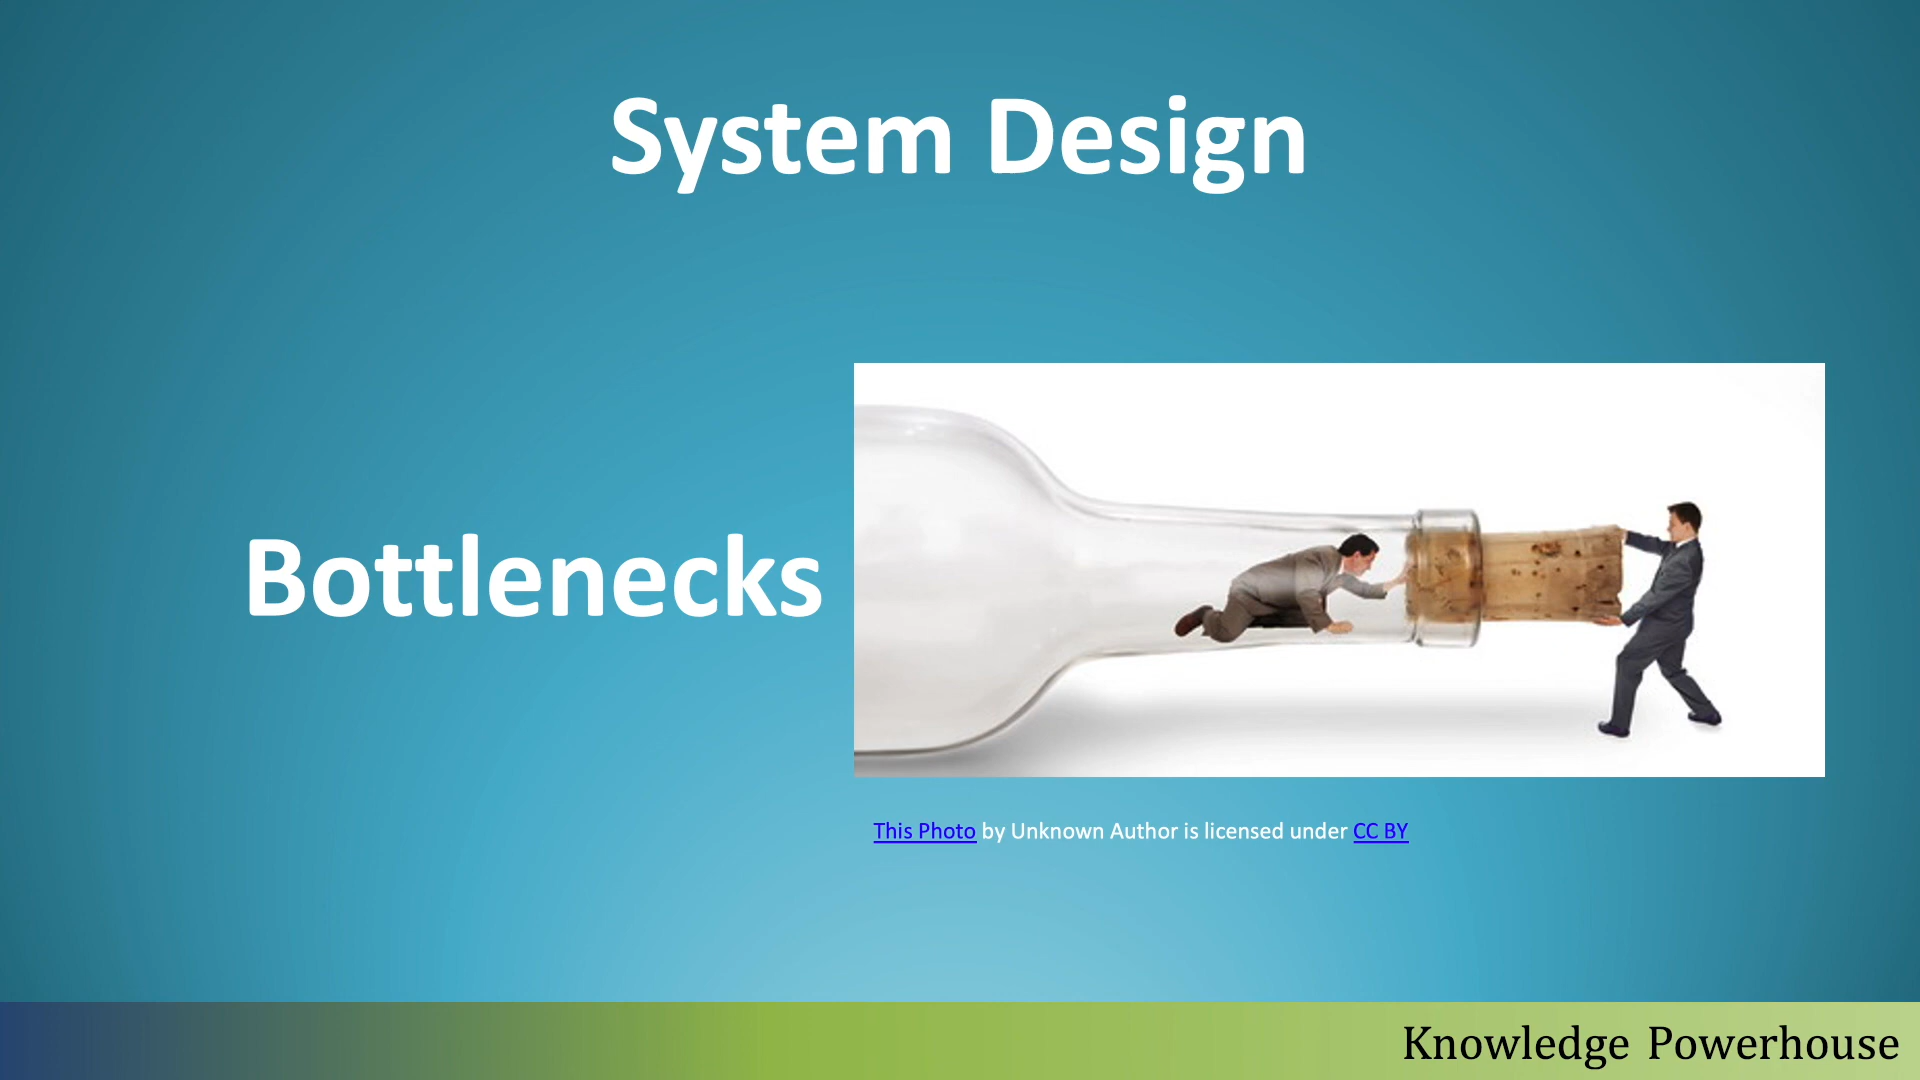 System Design
Bottlenecks
This Photo by Unknown Author is licensed under CC BY
Knowledge Powerhouse